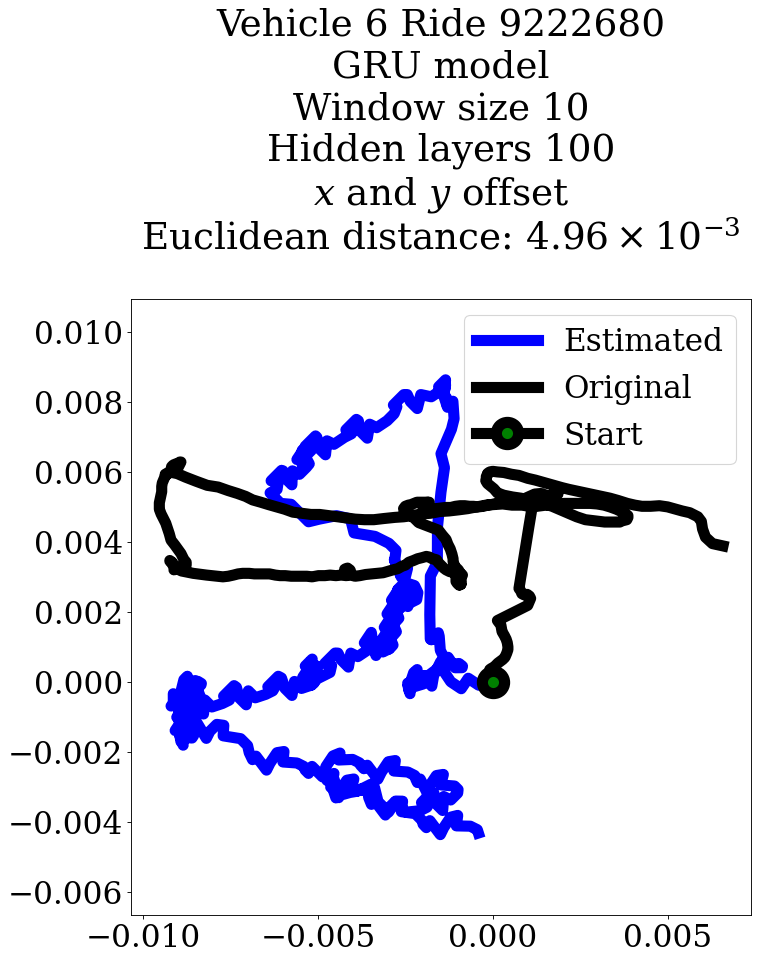 Vehicle 6 Ride 9222680
GRU model
Window size 10
Hidden layers 100
x and y offset
Euclidean distance: 4.96 × 10⁻³
Estimated
Original
Start
0.010
0.008
0.006
0.004
0.002
0.000
−0.002
−0.004
−0.006
−0.010 −0.005 0.000 0.005